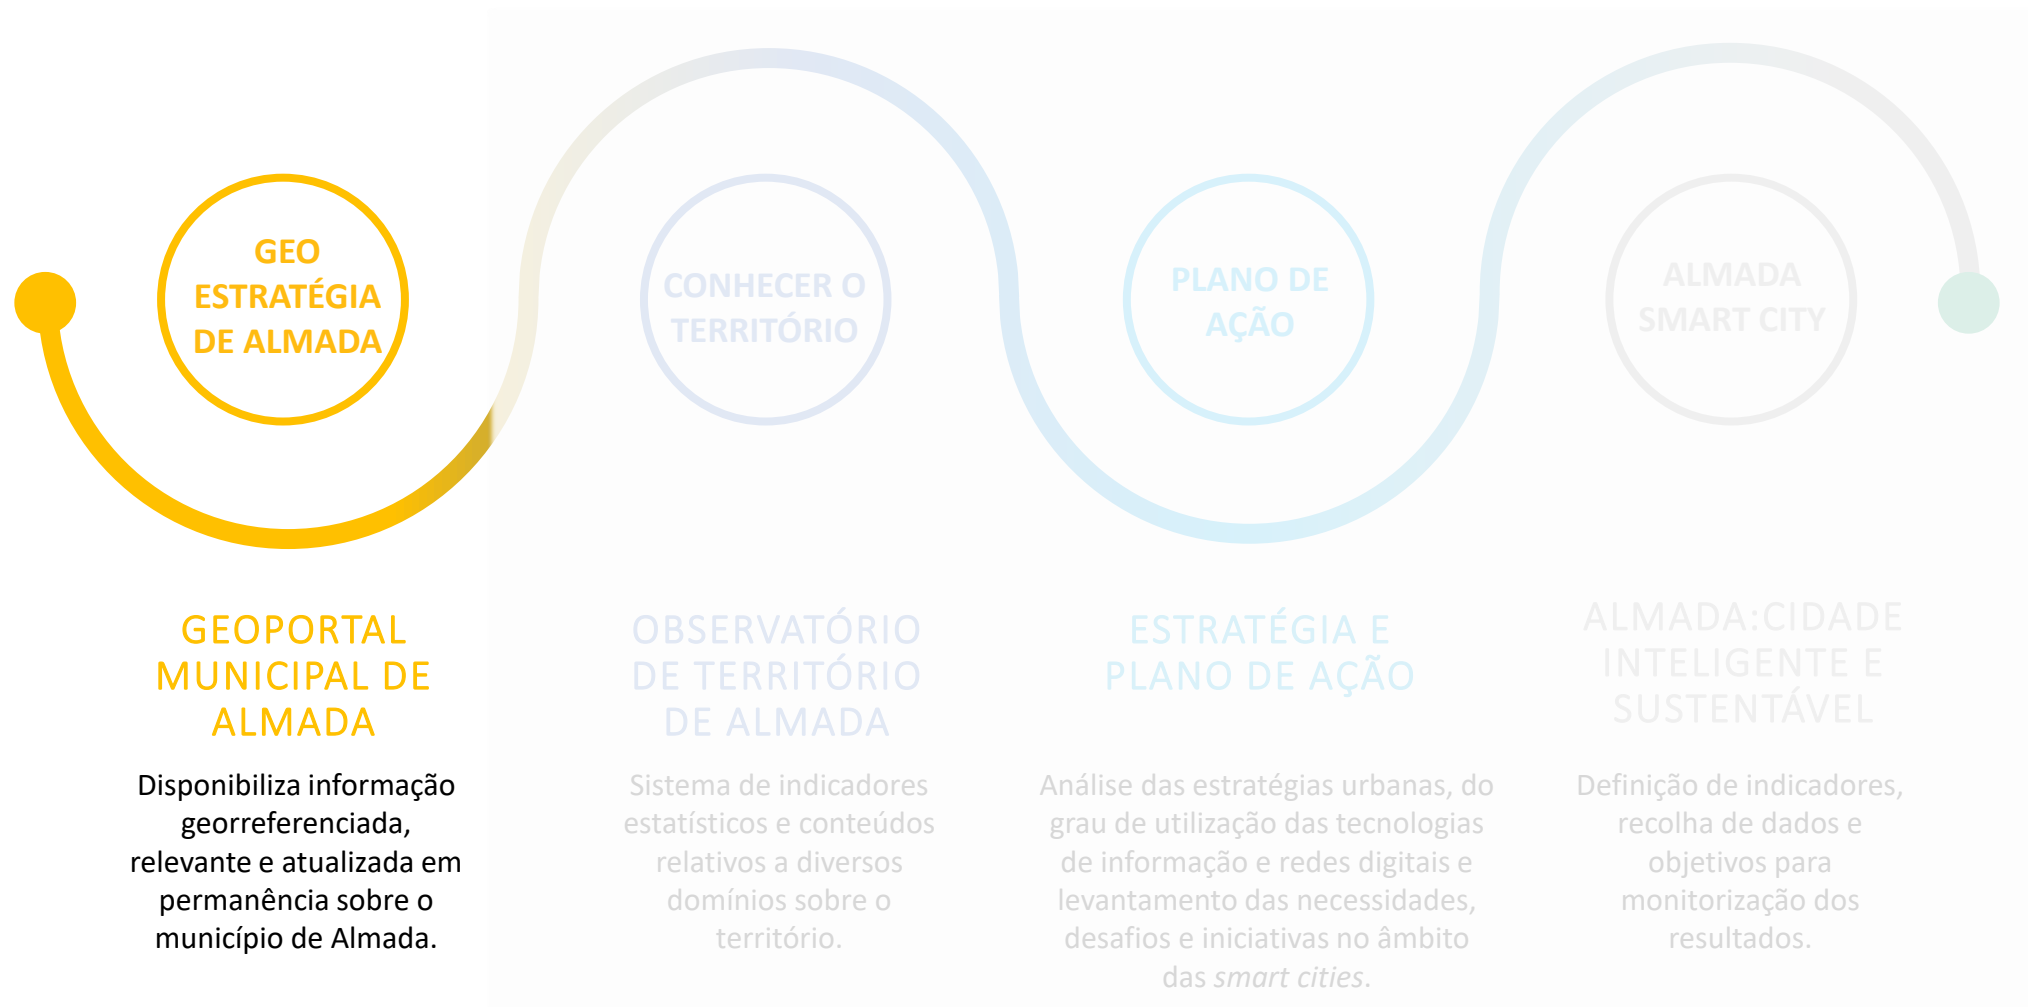 GEO
ESTRATÉGIA
DE ALMADA
CONHECER O
TERRITÓRIO
PLANO DE
AÇÃO
ALMADA
SMART CITY
GEOPORTAL
MUNICIPAL DE
ALMADA
Disponibiliza informação
georreferenciada,
relevante e atualizada em
permanência sobre o
município de Almada.
OBSERVATÓRIO
DE TERRITÓRIO
DE ALMADA
Sistema de indicadores
estatísticos e conteúdos
relativos a diversos
domínios sobre o
território.
ESTRATÉGIA E
PLANO DE AÇÃO
Análise das estratégias urbanas, do
grau de utilização das tecnologias
de informação e redes digitais e
levantamento das necessidades,
desafios e iniciativas no âmbito
das smart cities.
ALMADA:CIDADE
INTELIGENTE E
SUSTENTÁVEL
Definição de indicadores,
recolha de dados e
objetivos para
monitorização dos
resultados.